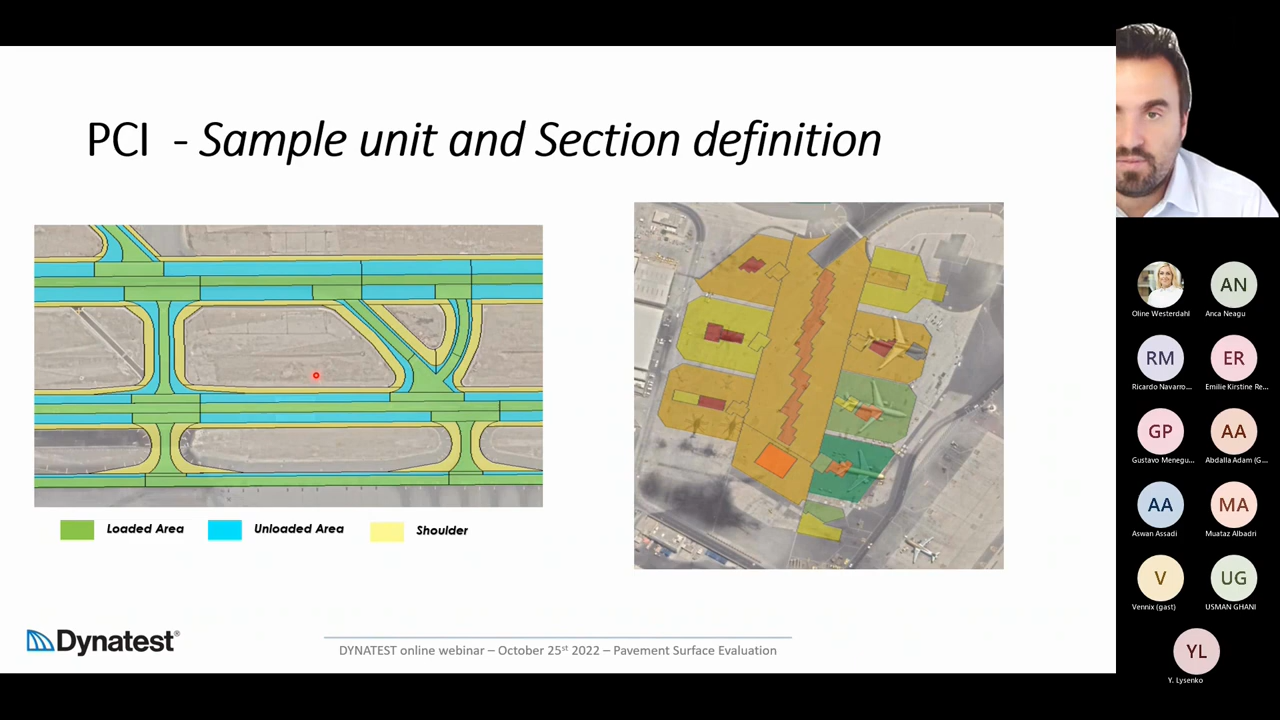 PCI - Sample unit and Section definition
Loaded Area
Unloaded Area
Shoulder
Dynatest®
DYNATEST online webinar – October 25st 2022 – Pavement Surface Evaluation
Oline Westerdahl
AN
Anca Neagu
RM
Ricardo Navarro...
ER
Emilie Kirstine Re...
GP
Gustavo Menegu...
AA
Abdalla Adam (G...
AA
Aswan Assadi
MA
Muataz Albadri
V
Vennix (gast)
UG
USMAN GHANI
YL
Y. Lysenko